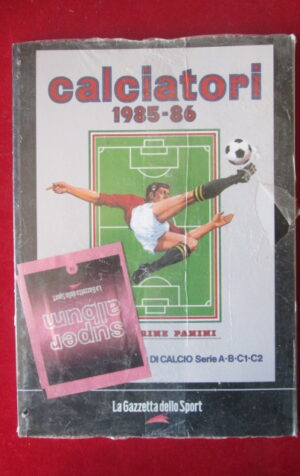 calciatori
1985-86
RINE PANINI
DI CALCIO Serie A-B-C1-C2
La Gazzetta dello Sport
super
album
La Gazzetta dello Sport